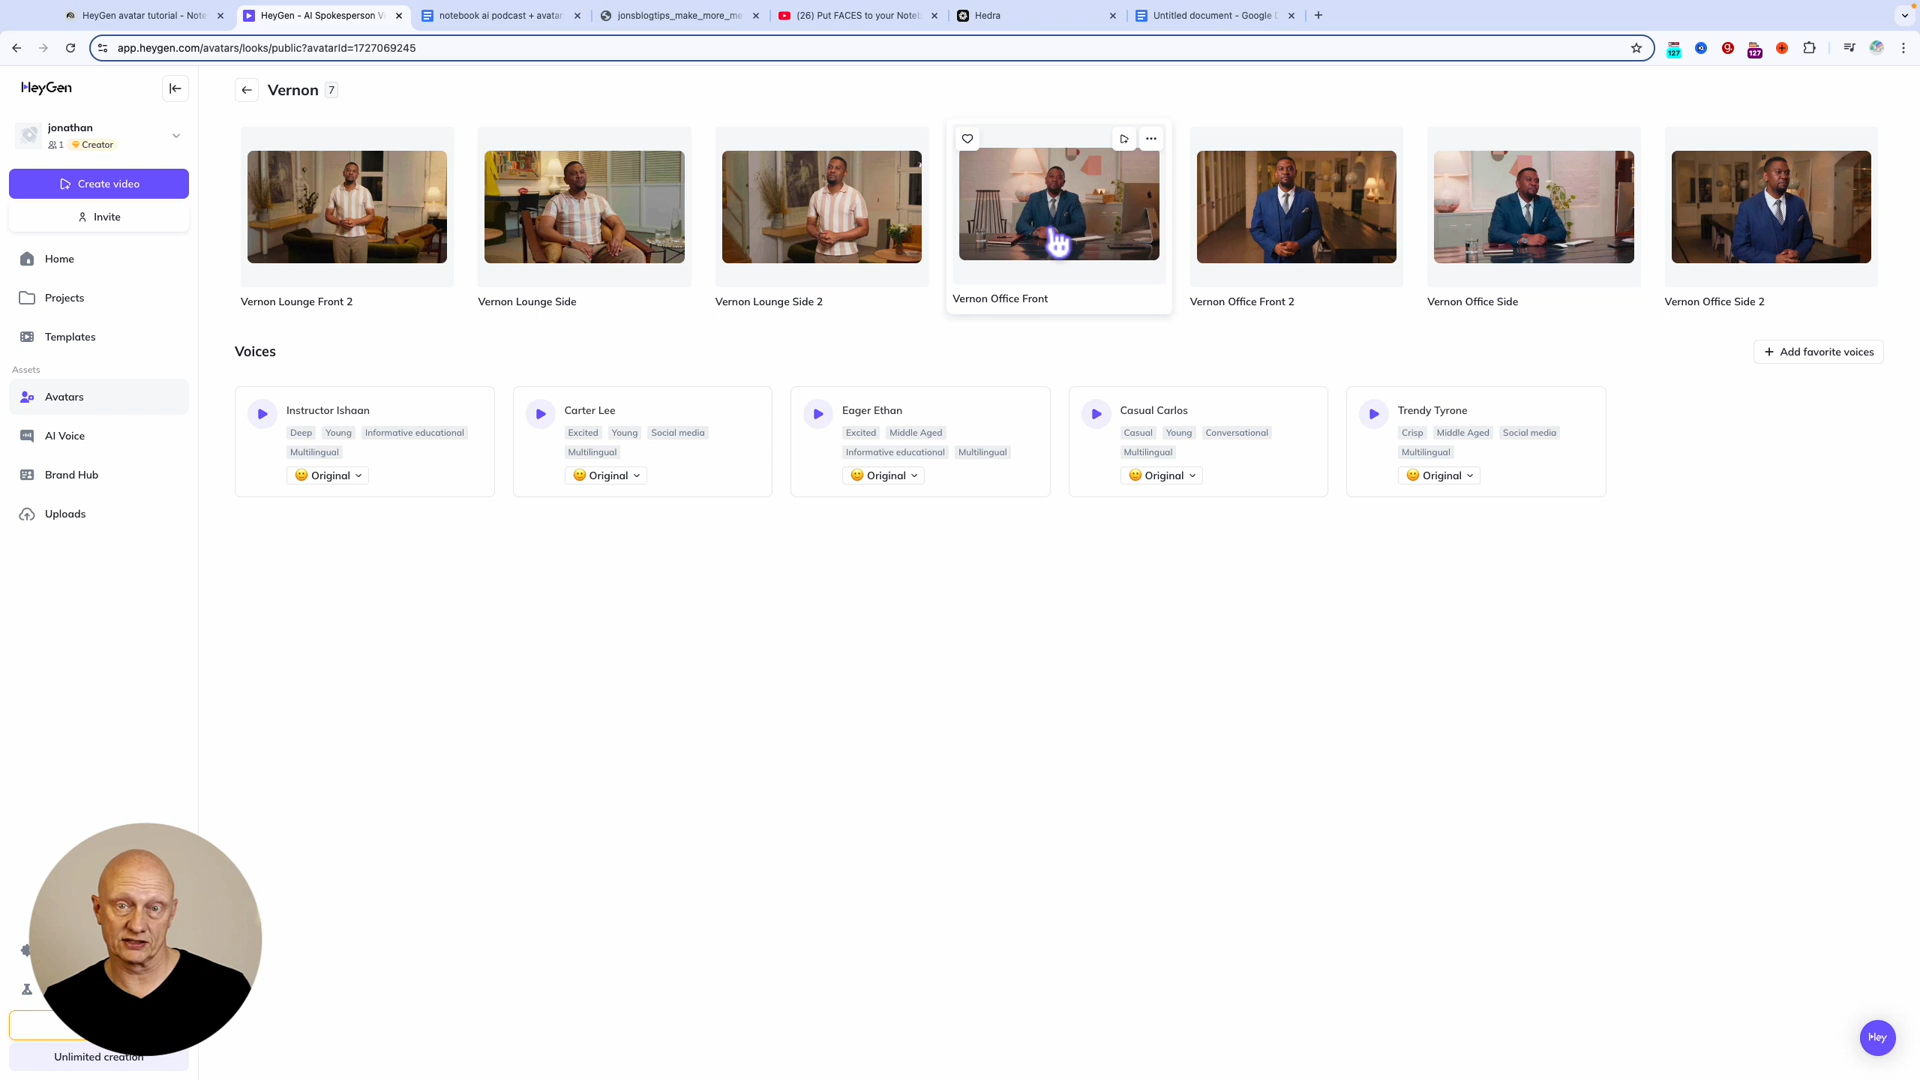 HeyGen avatar tutorial - Note
HeyGen - AI Spokesperson Vi
notebook ai podcast + avatar
jonsblogtips_make_more_me
(26) Put FACES to your Noteb
Hedra
Untitled document - Google D
app.heygen.com/avatars/looks/public?avatarId=1727069245
127
127
HeyGen
jonathan
1 Creator
Create video
Invite
Home
Projects
Templates
Assets
Avatars
AI Voice
Brand Hub
Uploads
Unlimited creation
Vernon 7
Vernon Lounge Front 2
Vernon Lounge Side
Vernon Lounge Side 2
Vernon Office Front
Vernon Office Front 2
Vernon Office Side
Vernon Office Side 2
Voices
+ Add favorite voices
Instructor Ishaan
Deep Young Informative educational
Multilingual
Original
Carter Lee
Excited Young Social media
Multilingual
Original
Eager Ethan
Excited Middle Aged
Informative educational Multilingual
Original
Casual Carlos
Casual Young Conversational
Multilingual
Original
Trendy Tyrone
Crisp Middle Aged Social media
Multilingual
Original
Hey